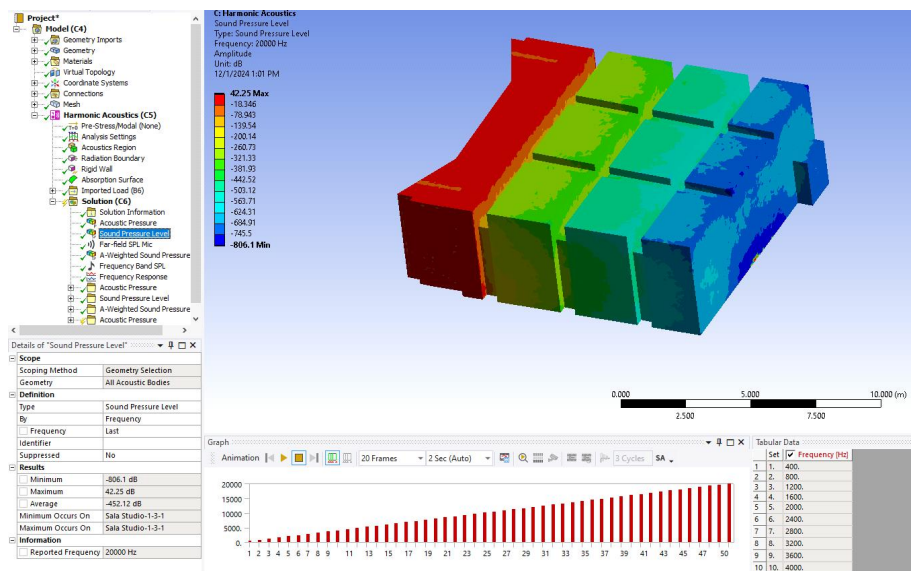 Project*
Model (C4)
Geometry Imports
Geometry
Materials
Virtual Topology
Coordinate Systems
Connections
Mesh
Harmonic Acoustics (C5)
Pre-Stress/Modal (None)
Analysis Settings
Acoustics Region
Radiation Boundary
Rigid Wall
Absorption Surface
Imported Load (B6)
Solution (C6)
Solution Information
Acoustic Pressure
Sound Pressure Level
Far-field SPL Mic
A-Weighted Sound Pressure
Frequency Band SPL
Frequency Response
Acoustic Pressure
Sound Pressure Level
A-Weighted Sound Pressure
Acoustic Pressure
Details of "Sound Pressure Level"
Scope
Scoping Method Geometry Selection
Geometry All Acoustic Bodies
Definition
Type Sound Pressure Level
By Frequency
Frequency Last
Identifier
Suppressed No
Results
Minimum -806.1 dB
Maximum 42.25 dB
Average -452.12 dB
Minimum Occurs On Sala Studio-1-3-1
Maximum Occurs On Sala Studio-1-3-1
Information
Reported Frequency 20000 Hz
C: Harmonic Acoustics
Sound Pressure Level
Type: Sound Pressure Level
Frequency: 20000 Hz
Amplitude
Unit: dB
12/1/2024 1:01 PM
42.25 Max
-18.346
-78.943
-139.54
-200.14
-260.73
-321.33
-381.93
-442.52
-503.12
-563.71
-624.31
-684.91
-745.5
-806.1 Min
0.000 5.000 10.000 (m)
2.500 7.500
Graph
Animation 20 Frames 2 Sec (Auto) 3 Cycles SA
20000
15000
10000
5000.
0.
1 2 3 4 5 6 7 8 9 11 13 15 17 19 21 23 25 27 29 31 33 35 37 39 41 43 45 47 50
Tabular Data
Set Frequency [Hz]
1 1. 400.
2 2. 800.
3 3. 1200.
4 4. 1600.
5 5. 2000.
6 6. 2400.
7 7. 2800.
8 8. 3200.
9 9. 3600.
10 10. 4000.